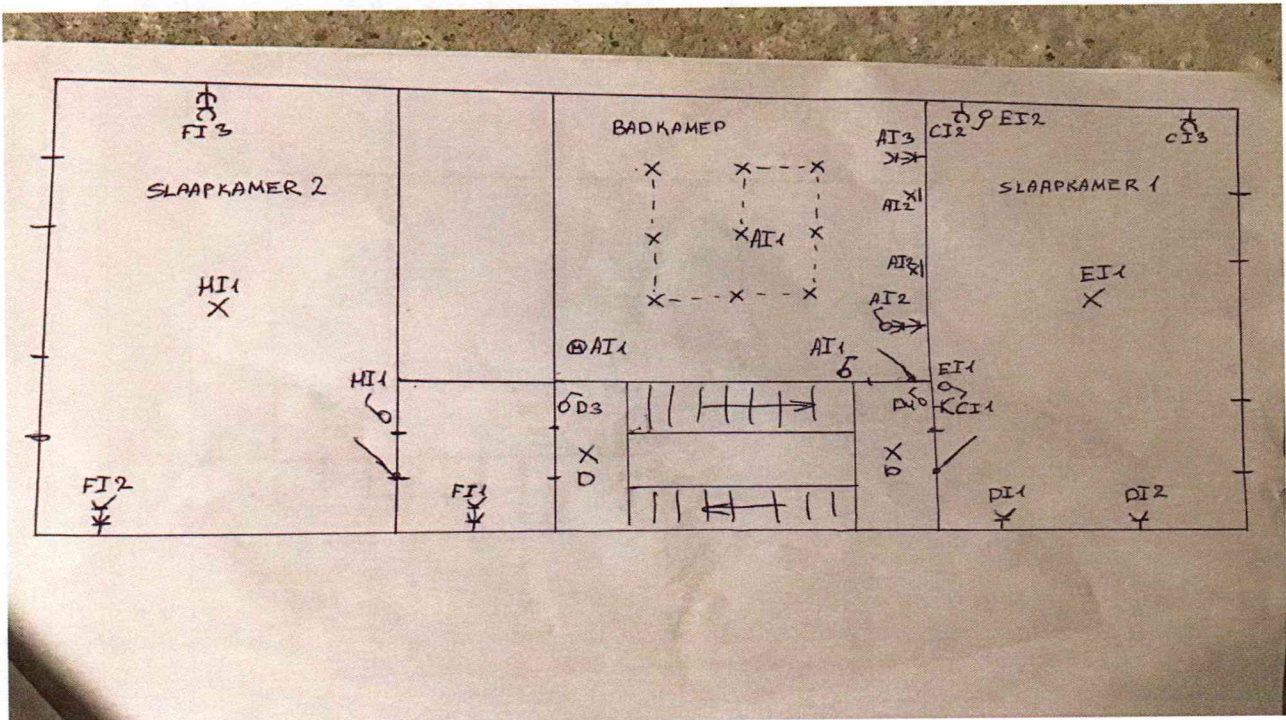 FI3
SLAAPKAMER 2
HI1
HI1
FI2
FI1
BADKAMER
AI1
AI3
AI2
AI2
AI2
AI1
AI1
D3
D
D1
D
CI2
EI2
CI3
SLAAPKAMER 1
EI1
EI1
CI1
DI1
DI2